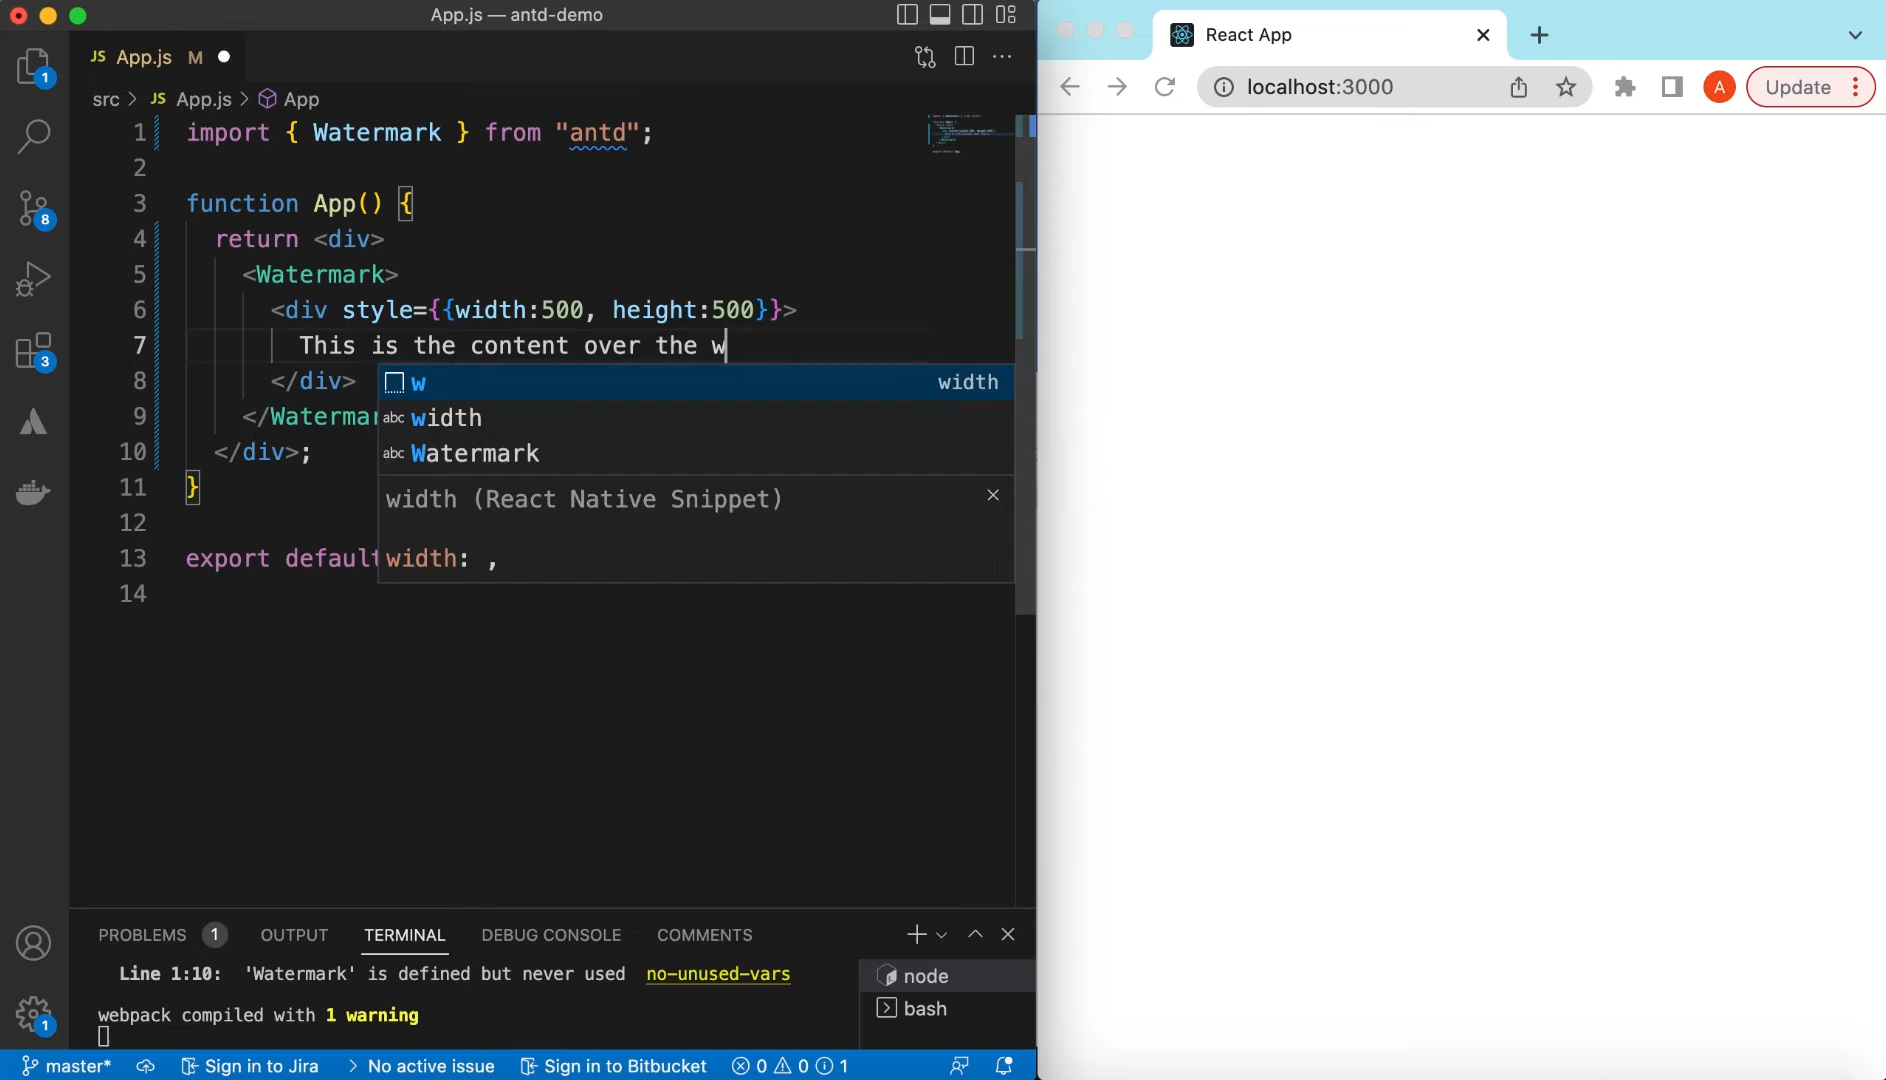 App.js — antd-demo
JS App.js M
src > JS App.js > App
1 import { Watermark } from "antd";
2
3 function App() {
4 return <div>
5 <Watermark>
6 <div style={{width:500, height:500}}>
7 This is the content over the w
8 </div>
w width
9 </Watermar
width
10 </div>;
Watermark
11 }
width (React Native Snippet)
12
13 export default
width: ,
14
abc
abc
1
8
3
1
PROBLEMS 1 OUTPUT TERMINAL DEBUG CONSOLE COMMENTS
Line 1:10: 'Watermark' is defined but never used no-unused-vars
webpack compiled with 1 warning
node
bash
master* Sign in to Jira > No active issue Sign in to Bitbucket 0 0 1
React App
localhost:3000
A
Update